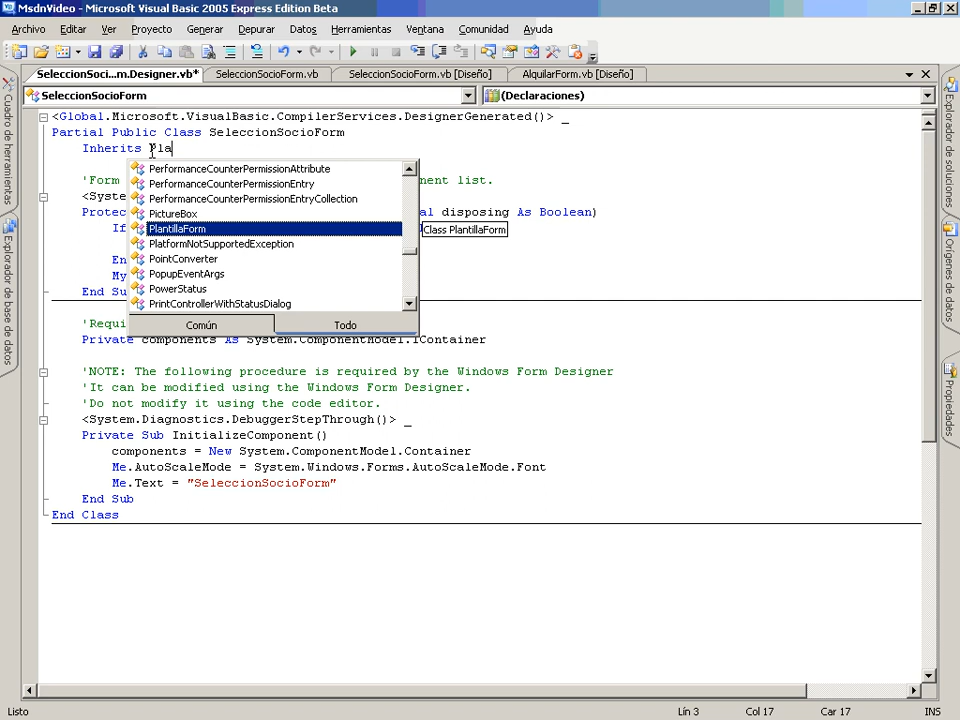 MsdnVideo - Microsoft Visual Basic 2005 Express Edition Beta
Archivo Editar Ver Proyecto Generar Depurar Datos Herramientas Ventana Comunidad Ayuda
SeleccionSoci...m.Designer.vb* SeleccionSocioForm.vb SeleccionSocioForm.vb [Diseño] AlquilarForm.vb [Diseño]
SeleccionSocioForm (Declaraciones)
<Global.Microsoft.VisualBasic.CompilerServices.DesignerGenerated()> _
Partial Public Class SeleccionSocioForm
Inherits Pla
PerformanceCounterPermissionAttribute
PerformanceCounterPermissionEntry
PerformanceCounterPermissionEntryCollection
PictureBox
PlantillaForm
PlatformNotSupportedException
PointConverter
PopupEventArgs
PowerStatus
PrintControllerWithStatusDialog
Común Todo
Class PlantillaForm
'Form nent list.
<System
Protec al disposing As Boolean)
If
En
My
End Su
'Requi
Private components As System.ComponentModel.IContainer
'NOTE: The following procedure is required by the Windows Form Designer
'It can be modified using the Windows Form Designer.
'Do not modify it using the code editor.
<System.Diagnostics.DebuggerStepThrough()> _
Private Sub InitializeComponent()
components = New System.ComponentModel.Container
Me.AutoScaleMode = System.Windows.Forms.AutoScaleMode.Font
Me.Text = "SeleccionSocioForm"
End Sub
End Class
Cuadro de herramientas
Explorador de base de datos
Explorador de soluciones
Orígenes de datos
Propiedades
Listo Lín 3 Col 17 Car 17 INS